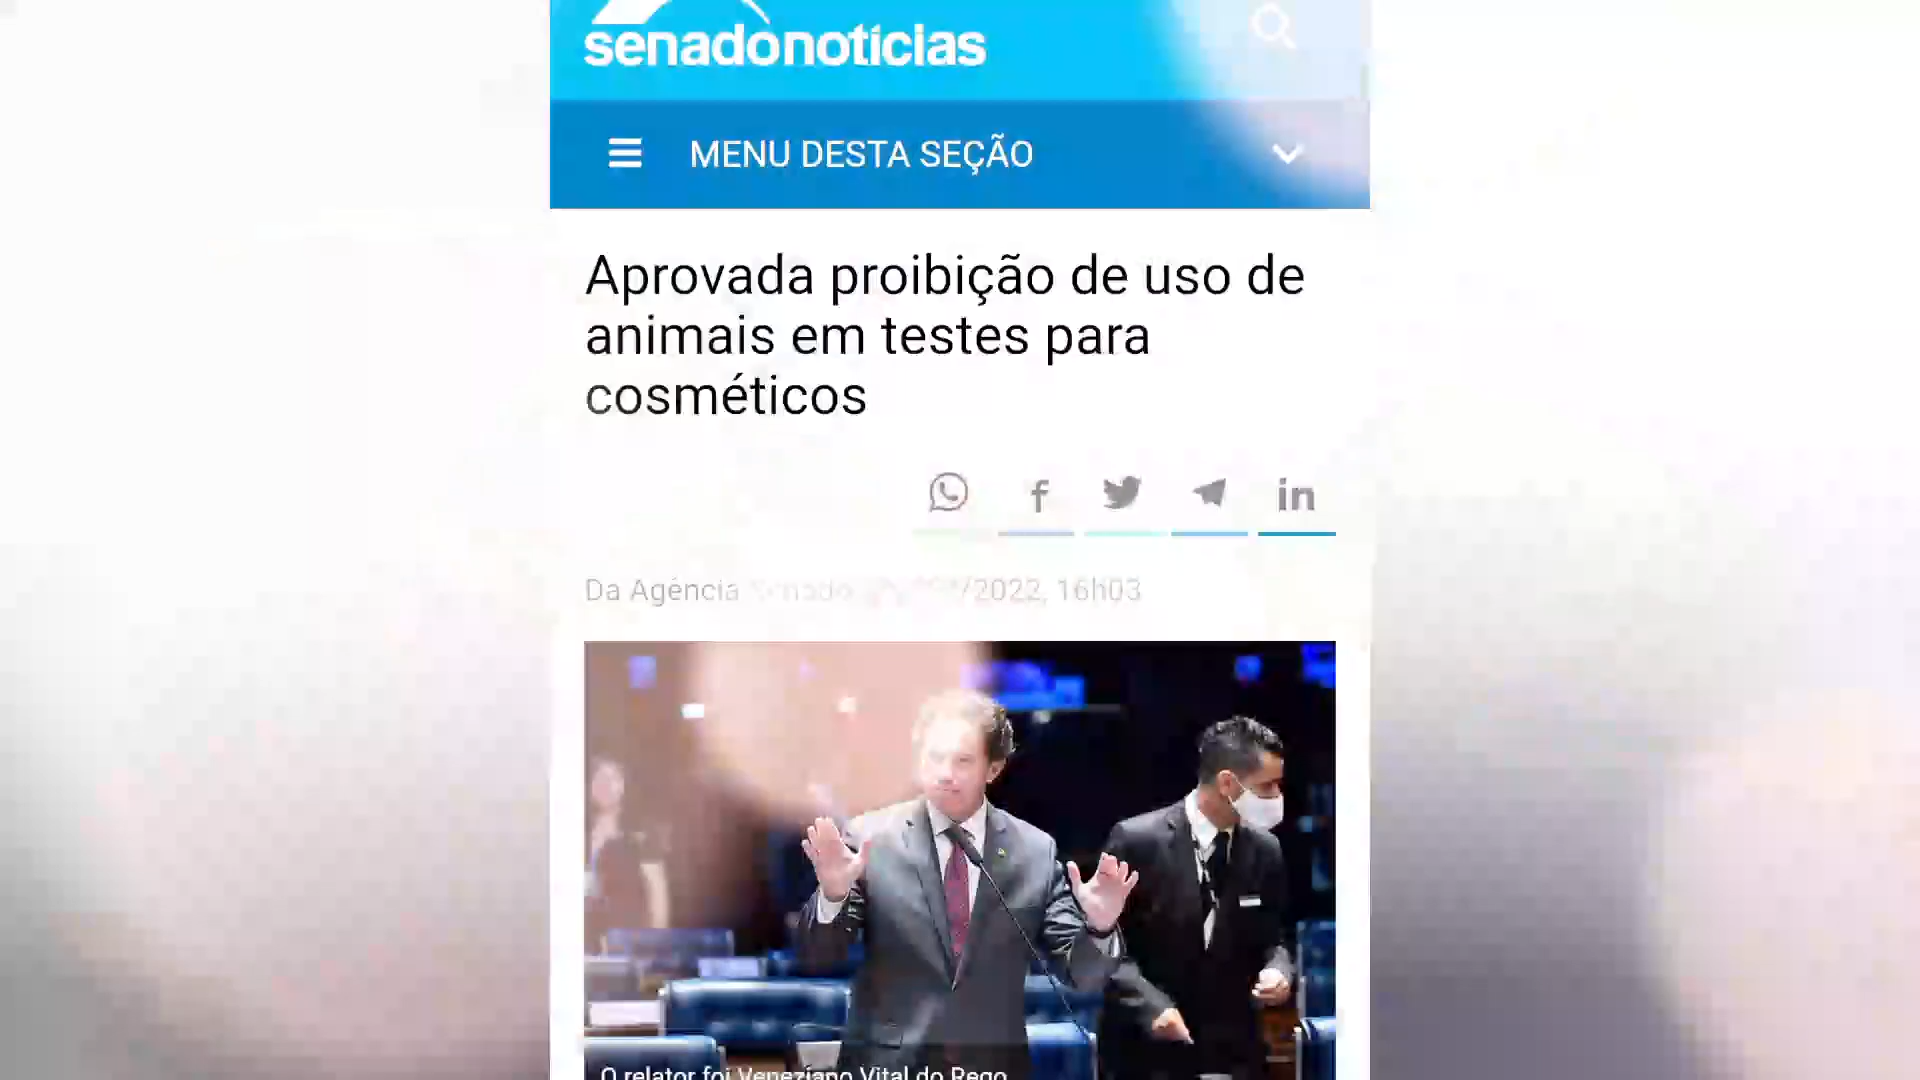 senadonotícias
MENU DESTA SEÇÃO
Aprovada proibição de uso de
animais em testes para
cosméticos
Da Agência Senado /2022, 16h03
O relator foi Veneziano Vital do Rego